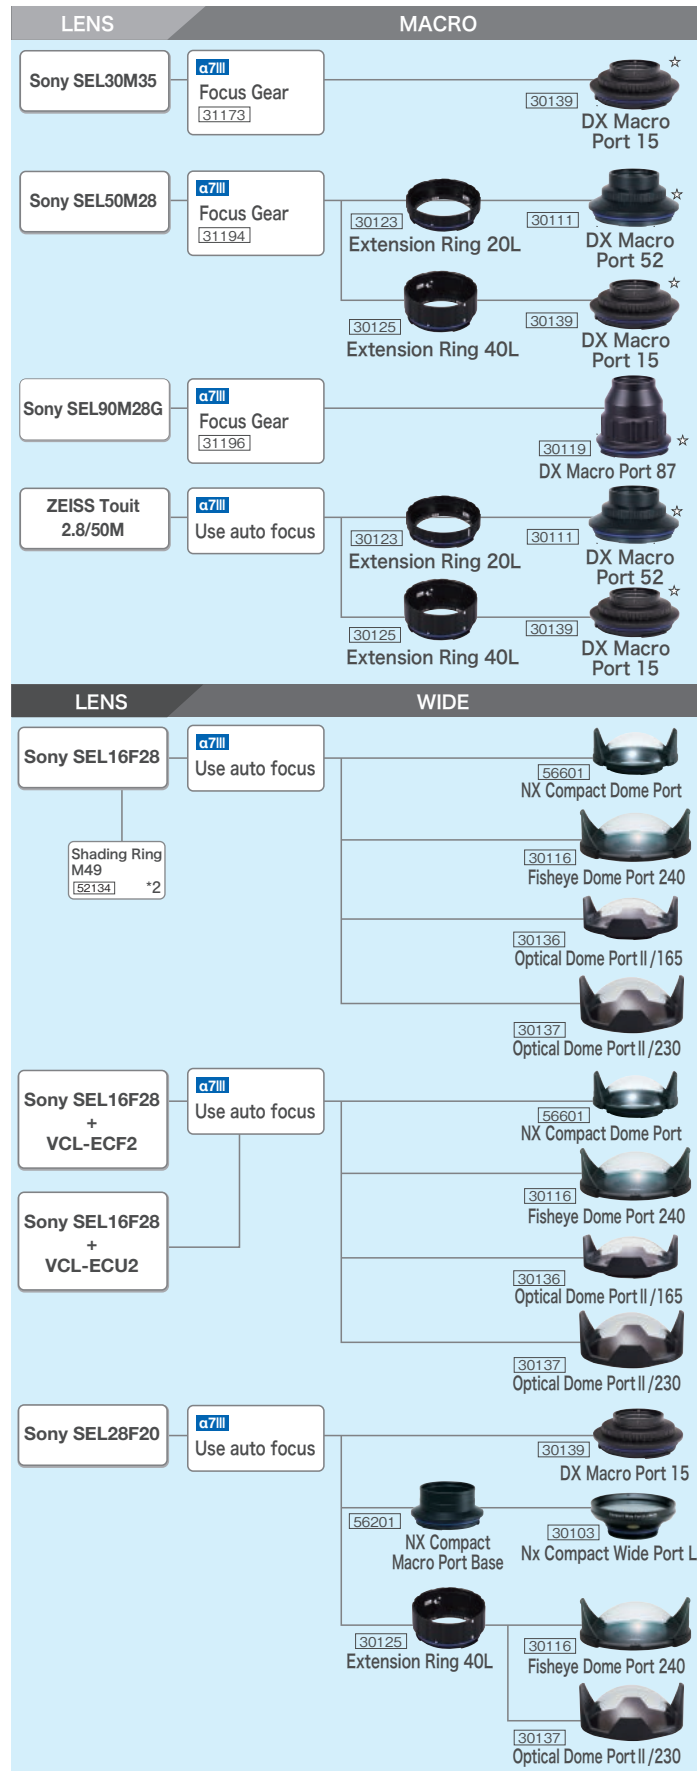 LENS MACRO
Sony SEL30M35
α7III
Focus Gear
31173
☆
30139
DX Macro
Port 15
Sony SEL50M28
α7III
Focus Gear
31194
30123
Extension Ring 20L
☆
30111
DX Macro
Port 52
30125
Extension Ring 40L
☆
30139
DX Macro
Port 15
Sony SEL90M28G
α7III
Focus Gear
31196
30119
☆
DX Macro Port 87
ZEISS Touit
2.8/50M
α7III
Use auto focus
30123
Extension Ring 20L
☆
30111
DX Macro
Port 52
30125
Extension Ring 40L
☆
30139
DX Macro
Port 15
LENS WIDE
Sony SEL16F28
α7III
Use auto focus
Shading Ring
M49
52134 *2
56601
NX Compact Dome Port
30116
Fisheye Dome Port 240
30136
Optical Dome Port II/165
30137
Optical Dome Port II/230
Sony SEL16F28
+
VCL-ECF2
α7III
Use auto focus
Sony SEL16F28
+
VCL-ECU2
56601
NX Compact Dome Port
30116
Fisheye Dome Port 240
30136
Optical Dome Port II/165
30137
Optical Dome Port II/230
Sony SEL28F20
α7III
Use auto focus
30139
DX Macro Port 15
56201
NX Compact
Macro Port Base
30103
Nx Compact Wide Port L
30125
Extension Ring 40L
30116
Fisheye Dome Port 240
30137
Optical Dome Port II/230